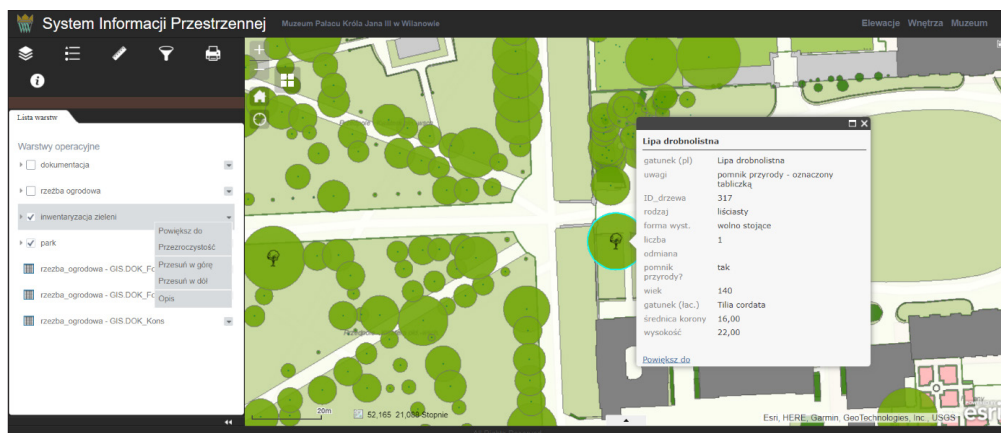 System Informacji Przestrzennej
Muzeum Pałacu Króla Jana III w Wilanowie
Elewacje Wnętrza Muzeum
Lista warstw
Warstwy operacyjne
dokumentacja
rzeźba ogrodowa
inwentaryzacja zieleni
park
rzezba_ogrodowa - GIS.DOK_Fo
rzezba_ogrodowa - GIS.DOK_Fo
rzezba_ogrodowa - GIS.DOK_Kons
Powiększ do
Przezroczystość
Przesuń w górę
Przesuń w dół
Opis
Lipa drobnolistna
gatunek (pl) Lipa drobnolistna
uwagi pomnik przyrody - oznaczony
tabliczką
ID_drzewa 317
rodzaj liściasty
forma wyst. wolno stojące
liczba 1
odmiana
pomnik tak
przyrody?
wiek 140
gatunek (łac.) Tilia cordata
średnica korony 16,00
wysokość 22,00
Powiększ do
20m
52,165 21,088 Stopnie
Esri, HERE, Garmin, GeoTechnologies, Inc., USGS
esri